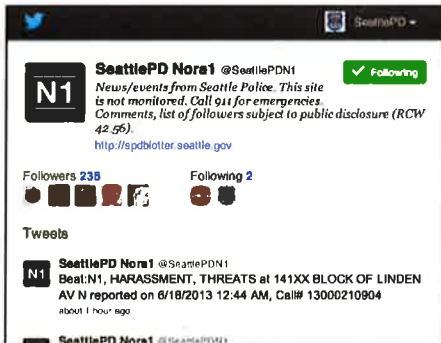 SeattlePD
N1
SeattlePD Nora1 @SeattlePDN1
Following
News/events from Seattle Police. This site
is not monitored. Call 911 for emergencies.
Comments, list of followers subject to public disclosure (RCW
42.56).
http://spdblotter.seattle.gov
Followers 235
Following 2
Tweets
N1
SeattlePD Nora1 @SeattlePDN1
Beat:N1, HARASSMENT, THREATS at 141XX BLOCK OF LINDEN
AV N reported on 6/18/2013 12:44 AM, Call# 13000210904
about 1 hour ago
SeattlePD Nora1 @SeattlePDN1